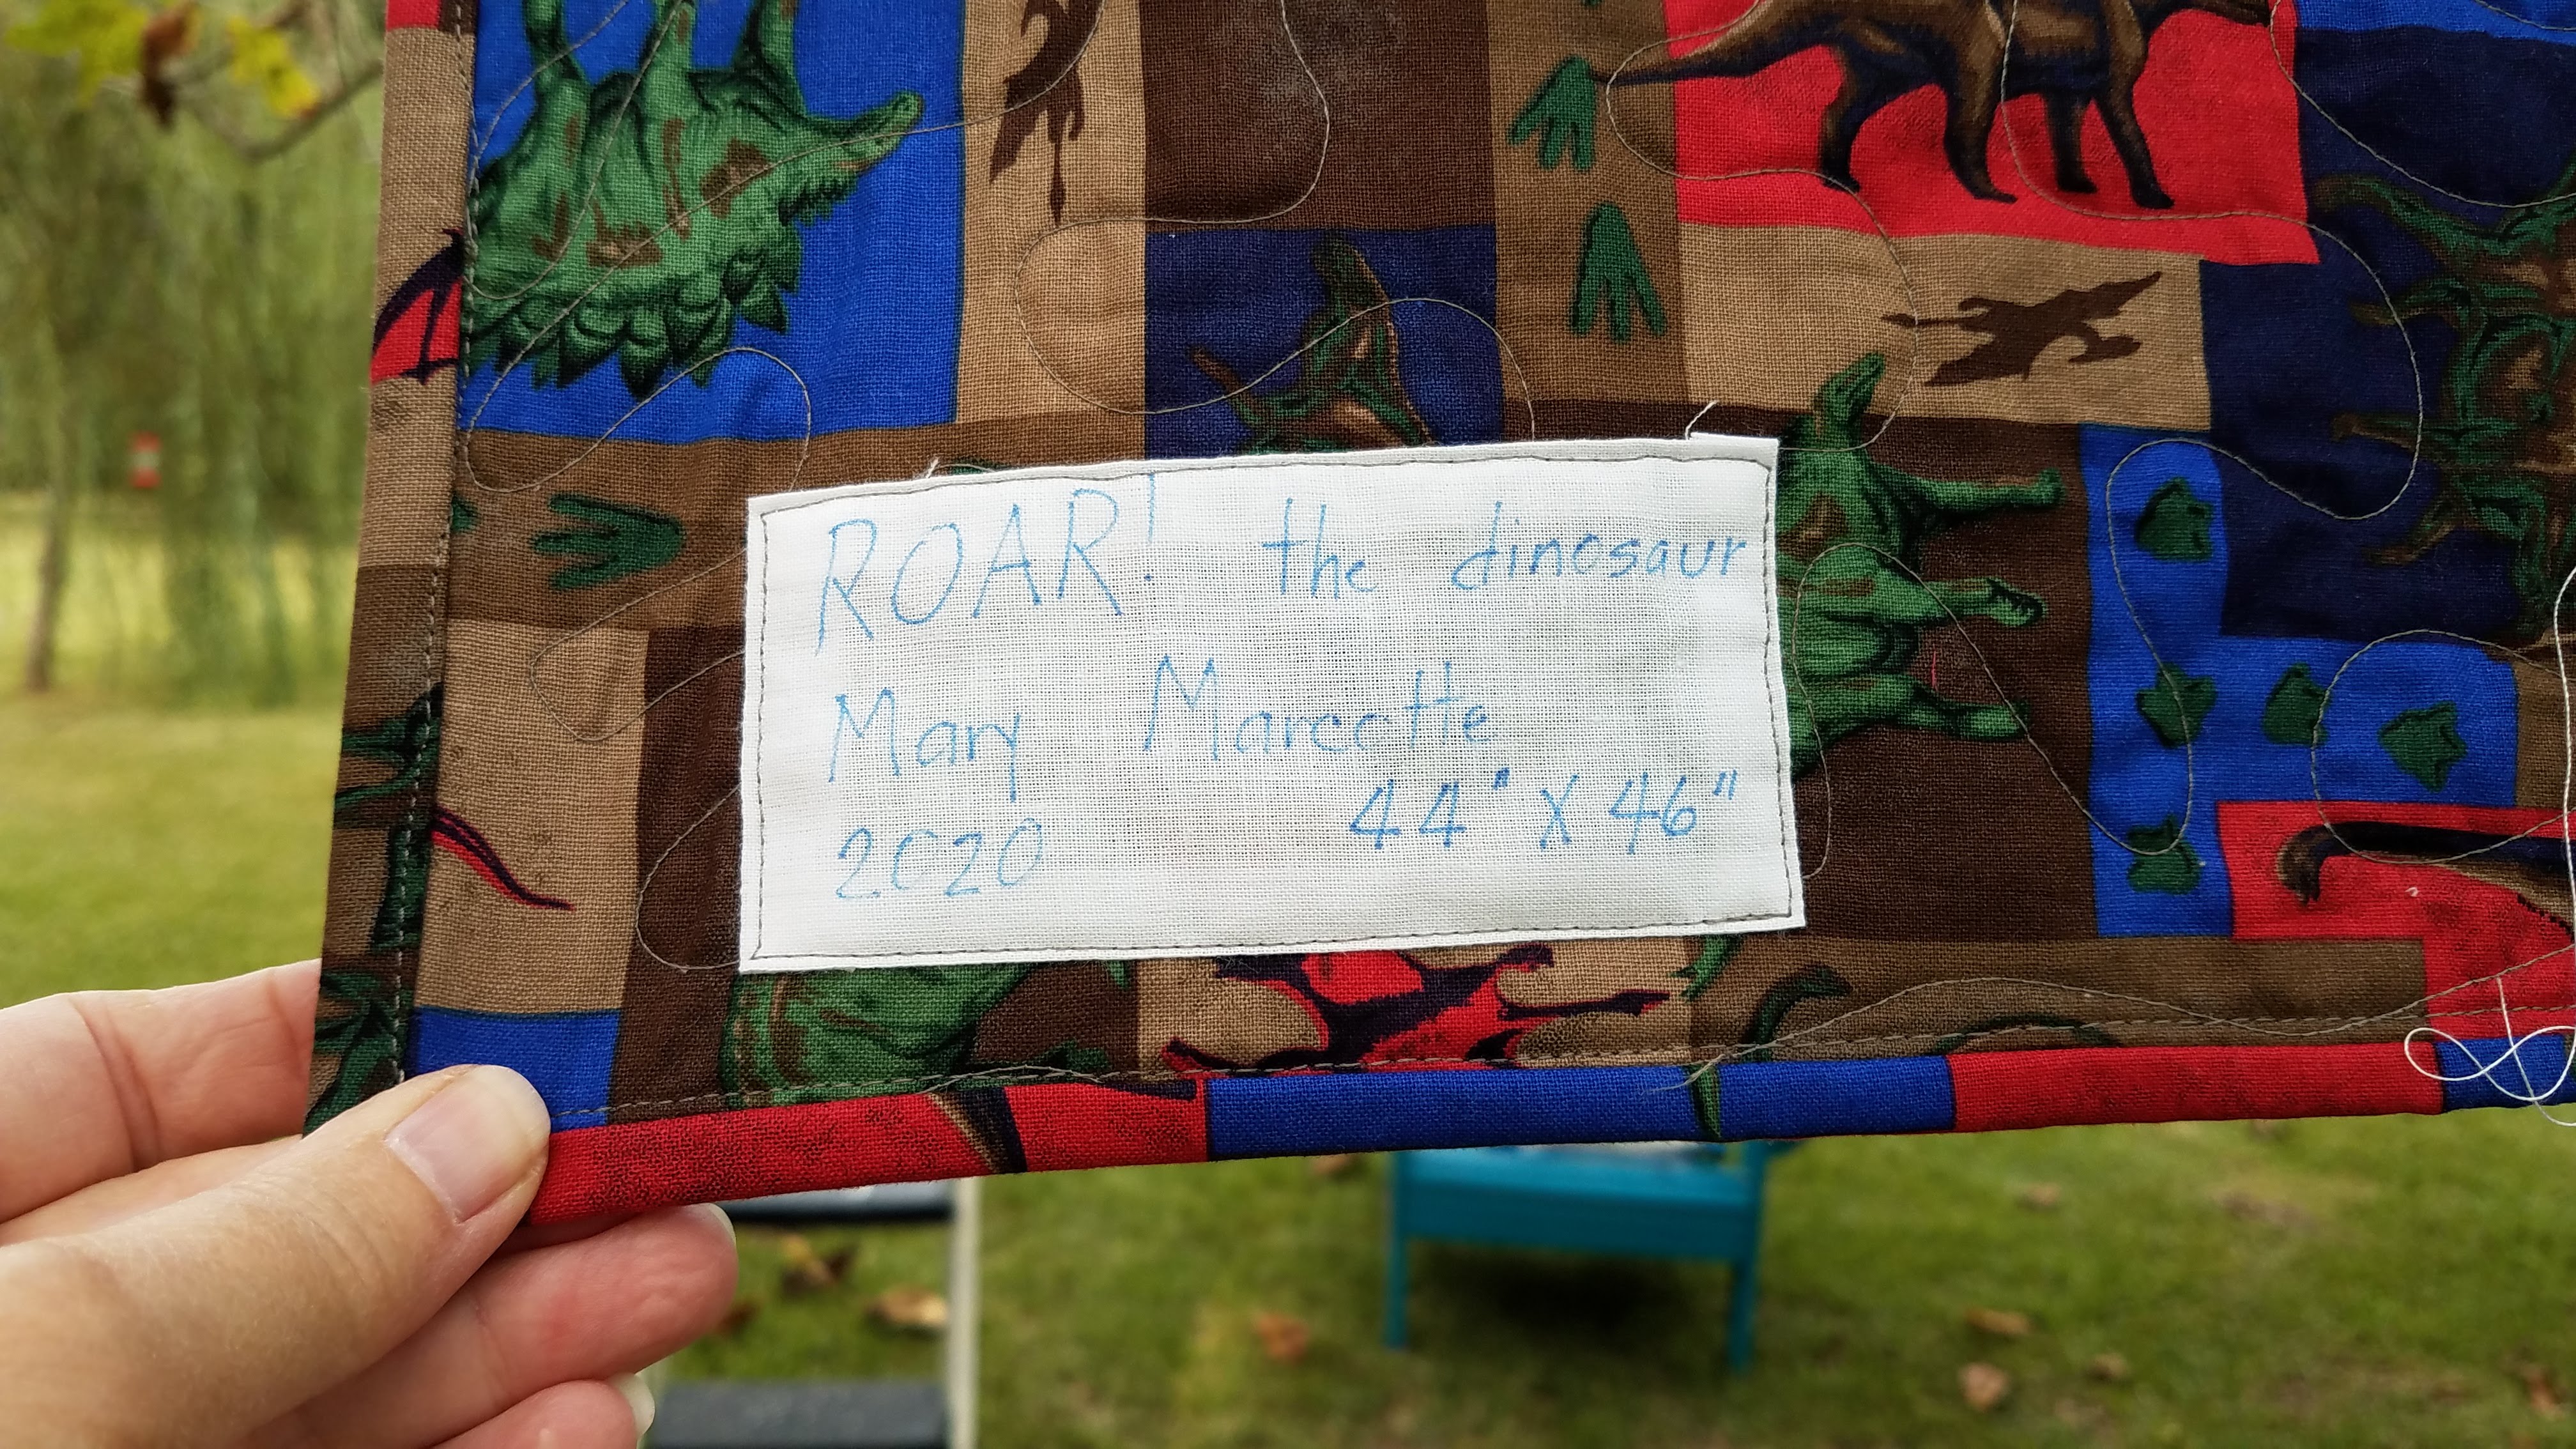 ROAR! the dinosaur
Mary Marcotte
44" X 46"
2020